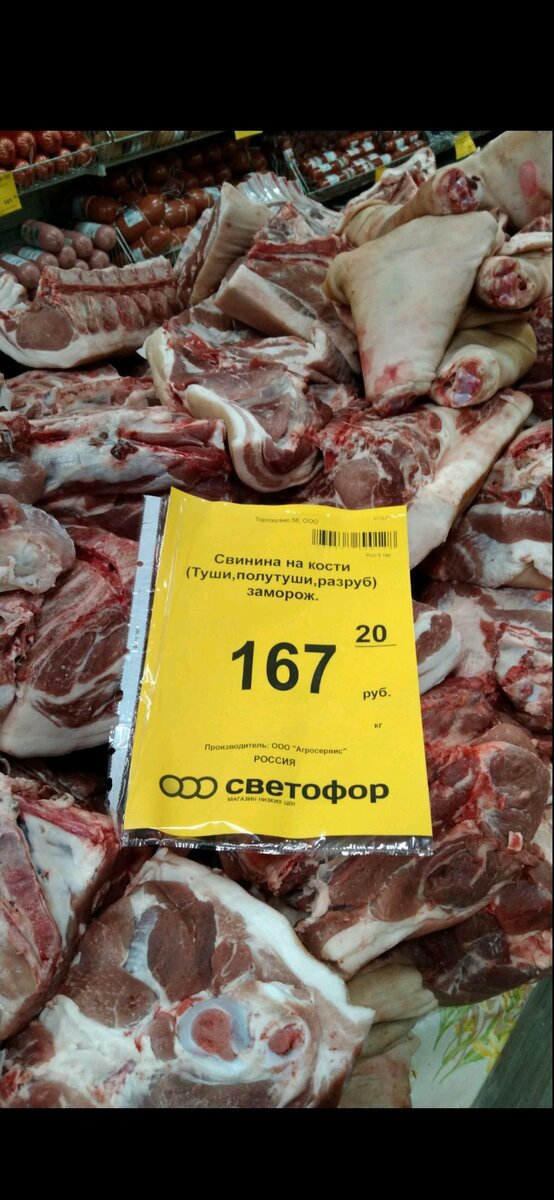 Торгсервис 56, ООО
Свинина на кости
(Туши,полутуши,разруб)
заморож.
167
20
руб.
кг
Производитель: ООО "Агросервис"
РОССИЯ
светофор
МАГАЗИН НИЗКИХ ЦЕН